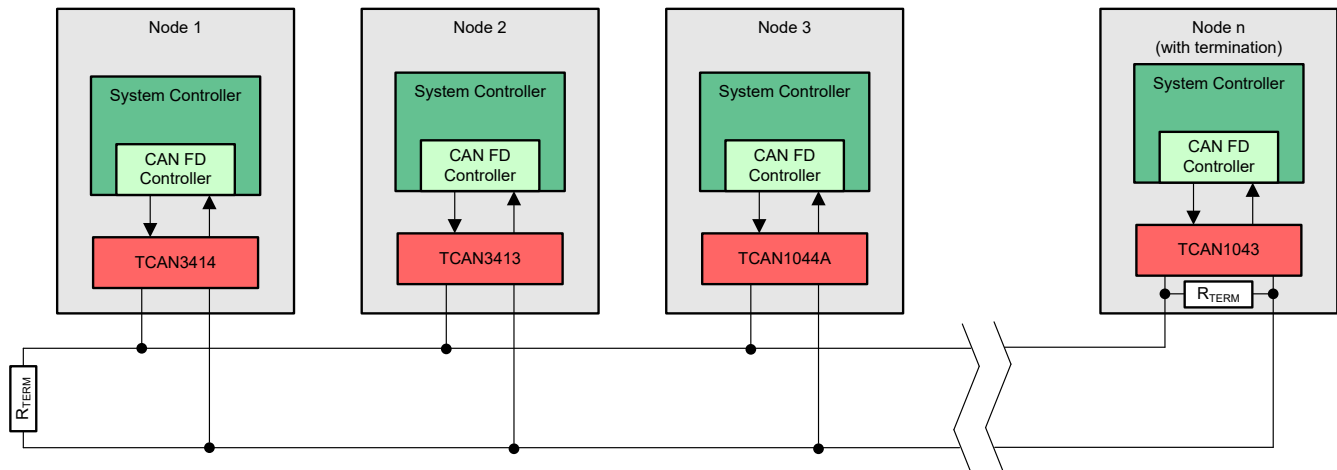 Node 1
System Controller
CAN FD
Controller
TCAN3414
Node 2
System Controller
CAN FD
Controller
TCAN3413
Node 3
System Controller
CAN FD
Controller
TCAN1044A
Node n
(with termination)
System Controller
CAN FD
Controller
TCAN1043
RTERM
RTERM